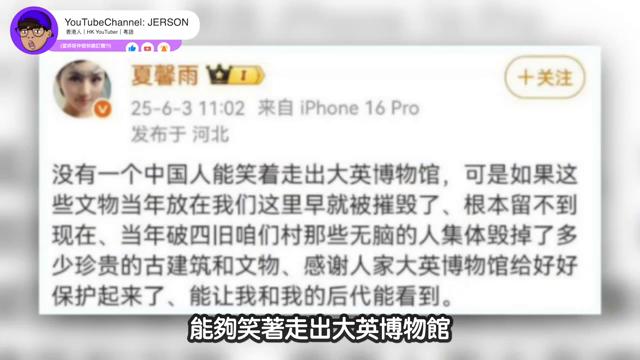 YouTubeChannel: JERSON
香港人 | HK YouTuber | 粵語
夏馨雨
I
+关注
25-6-3 11:02 来自 iPhone 16 Pro
发布于 河北
没有一个中国人能笑着走出大英博物馆，可是如果这
些文物当年放在我们这里早就被摧毁了、根本留不到
现在、当年破四旧咱们村那些无脑的人集体毁掉了多
少珍贵的古建筑和文物、感谢人家大英博物馆给好好
保护起来了、能让我和我的后代能看到。
能夠笑著走出大英博物館